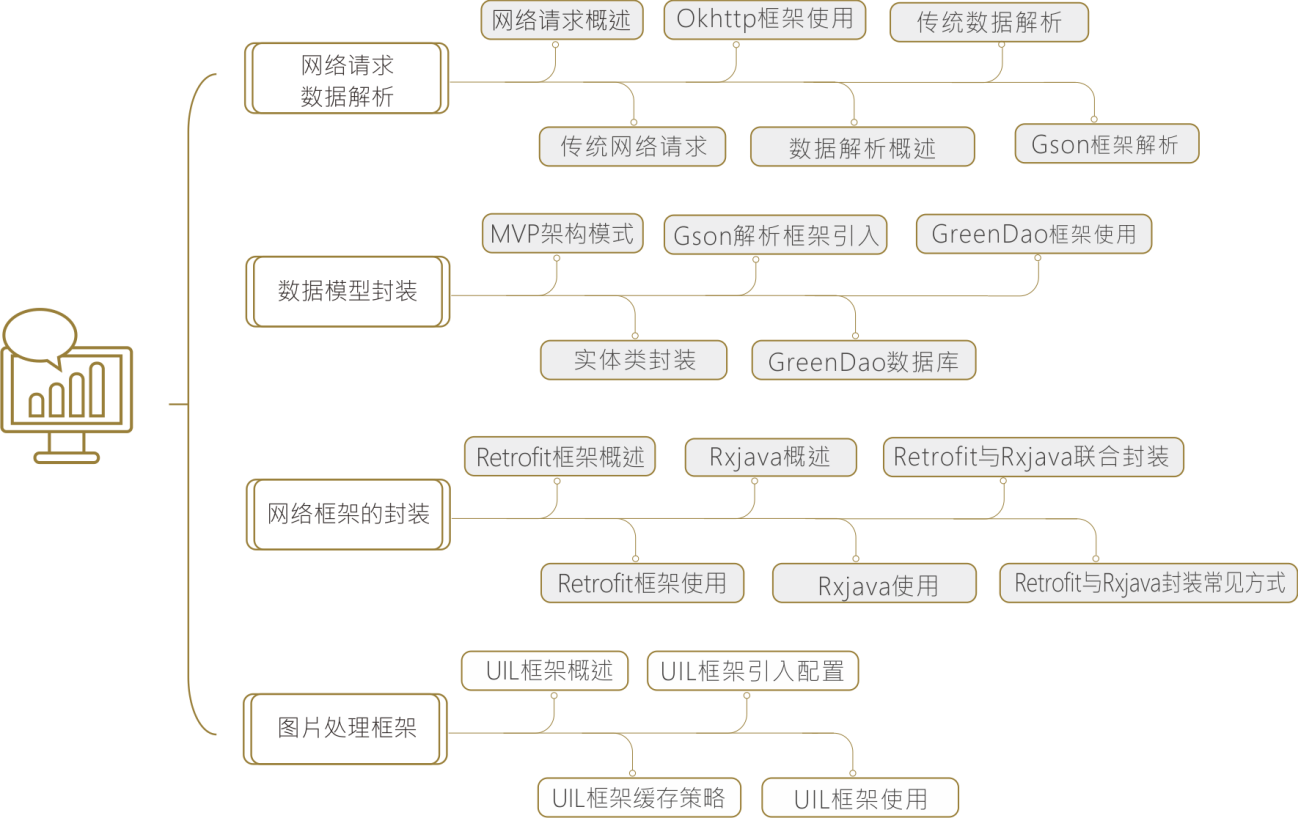 网络请求概述
Okhttp框架使用
传统数据解析
网络请求
数据解析
传统网络请求
数据解析概述
Gson框架解析
MVP架构模式
Gson解析框架引入
GreenDao框架使用
数据模型封装
实体类封装
GreenDao数据库
Retrofit框架概述
Rxjava概述
Retrofit与Rxjava联合封装
网络框架的封装
Retrofit框架使用
Rxjava使用
Retrofit与Rxjava封装常见方式
UIL框架概述
UIL框架引入配置
图片处理框架
UIL框架缓存策略
UIL框架使用